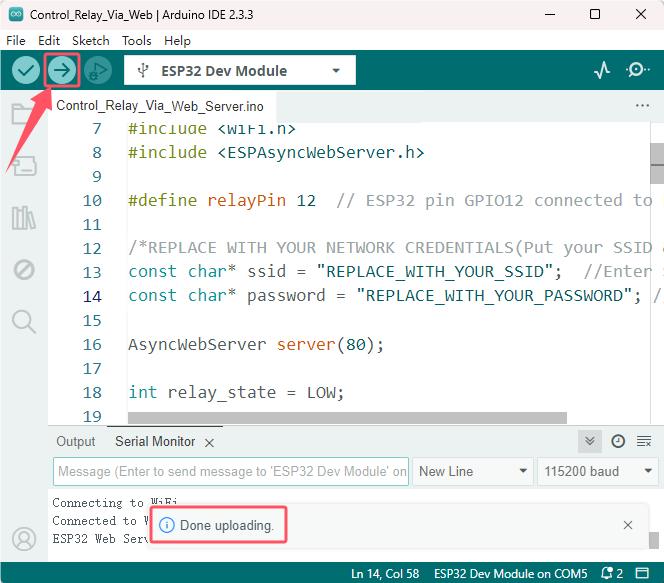 Control_Relay_Via_Web | Arduino IDE 2.3.3
File Edit Sketch Tools Help
ESP32 Dev Module
Control_Relay_Via_Web_Server.ino
7 #include <WiFi.h>
8 #include <ESPAsyncWebServer.h>
9
10 #define relayPin 12 // ESP32 pin GPIO12 connected to
11
12 /*REPLACE WITH YOUR NETWORK CREDENTIALS(Put your SSID
13 const char* ssid = "REPLACE_WITH_YOUR_SSID"; //Enter
14 const char* password = "REPLACE_WITH_YOUR_PASSWORD"; //
15
16 AsyncWebServer server(80);
17
18 int relay_state = LOW;
19
Output Serial Monitor
Message (Enter to send message to 'ESP32 Dev Module' on
New Line
115200 baud
Connecting to WiFi
Connected to W
ESP32 Web Serv
Done uploading.
Ln 14, Col 58 ESP32 Dev Module on COM5 2